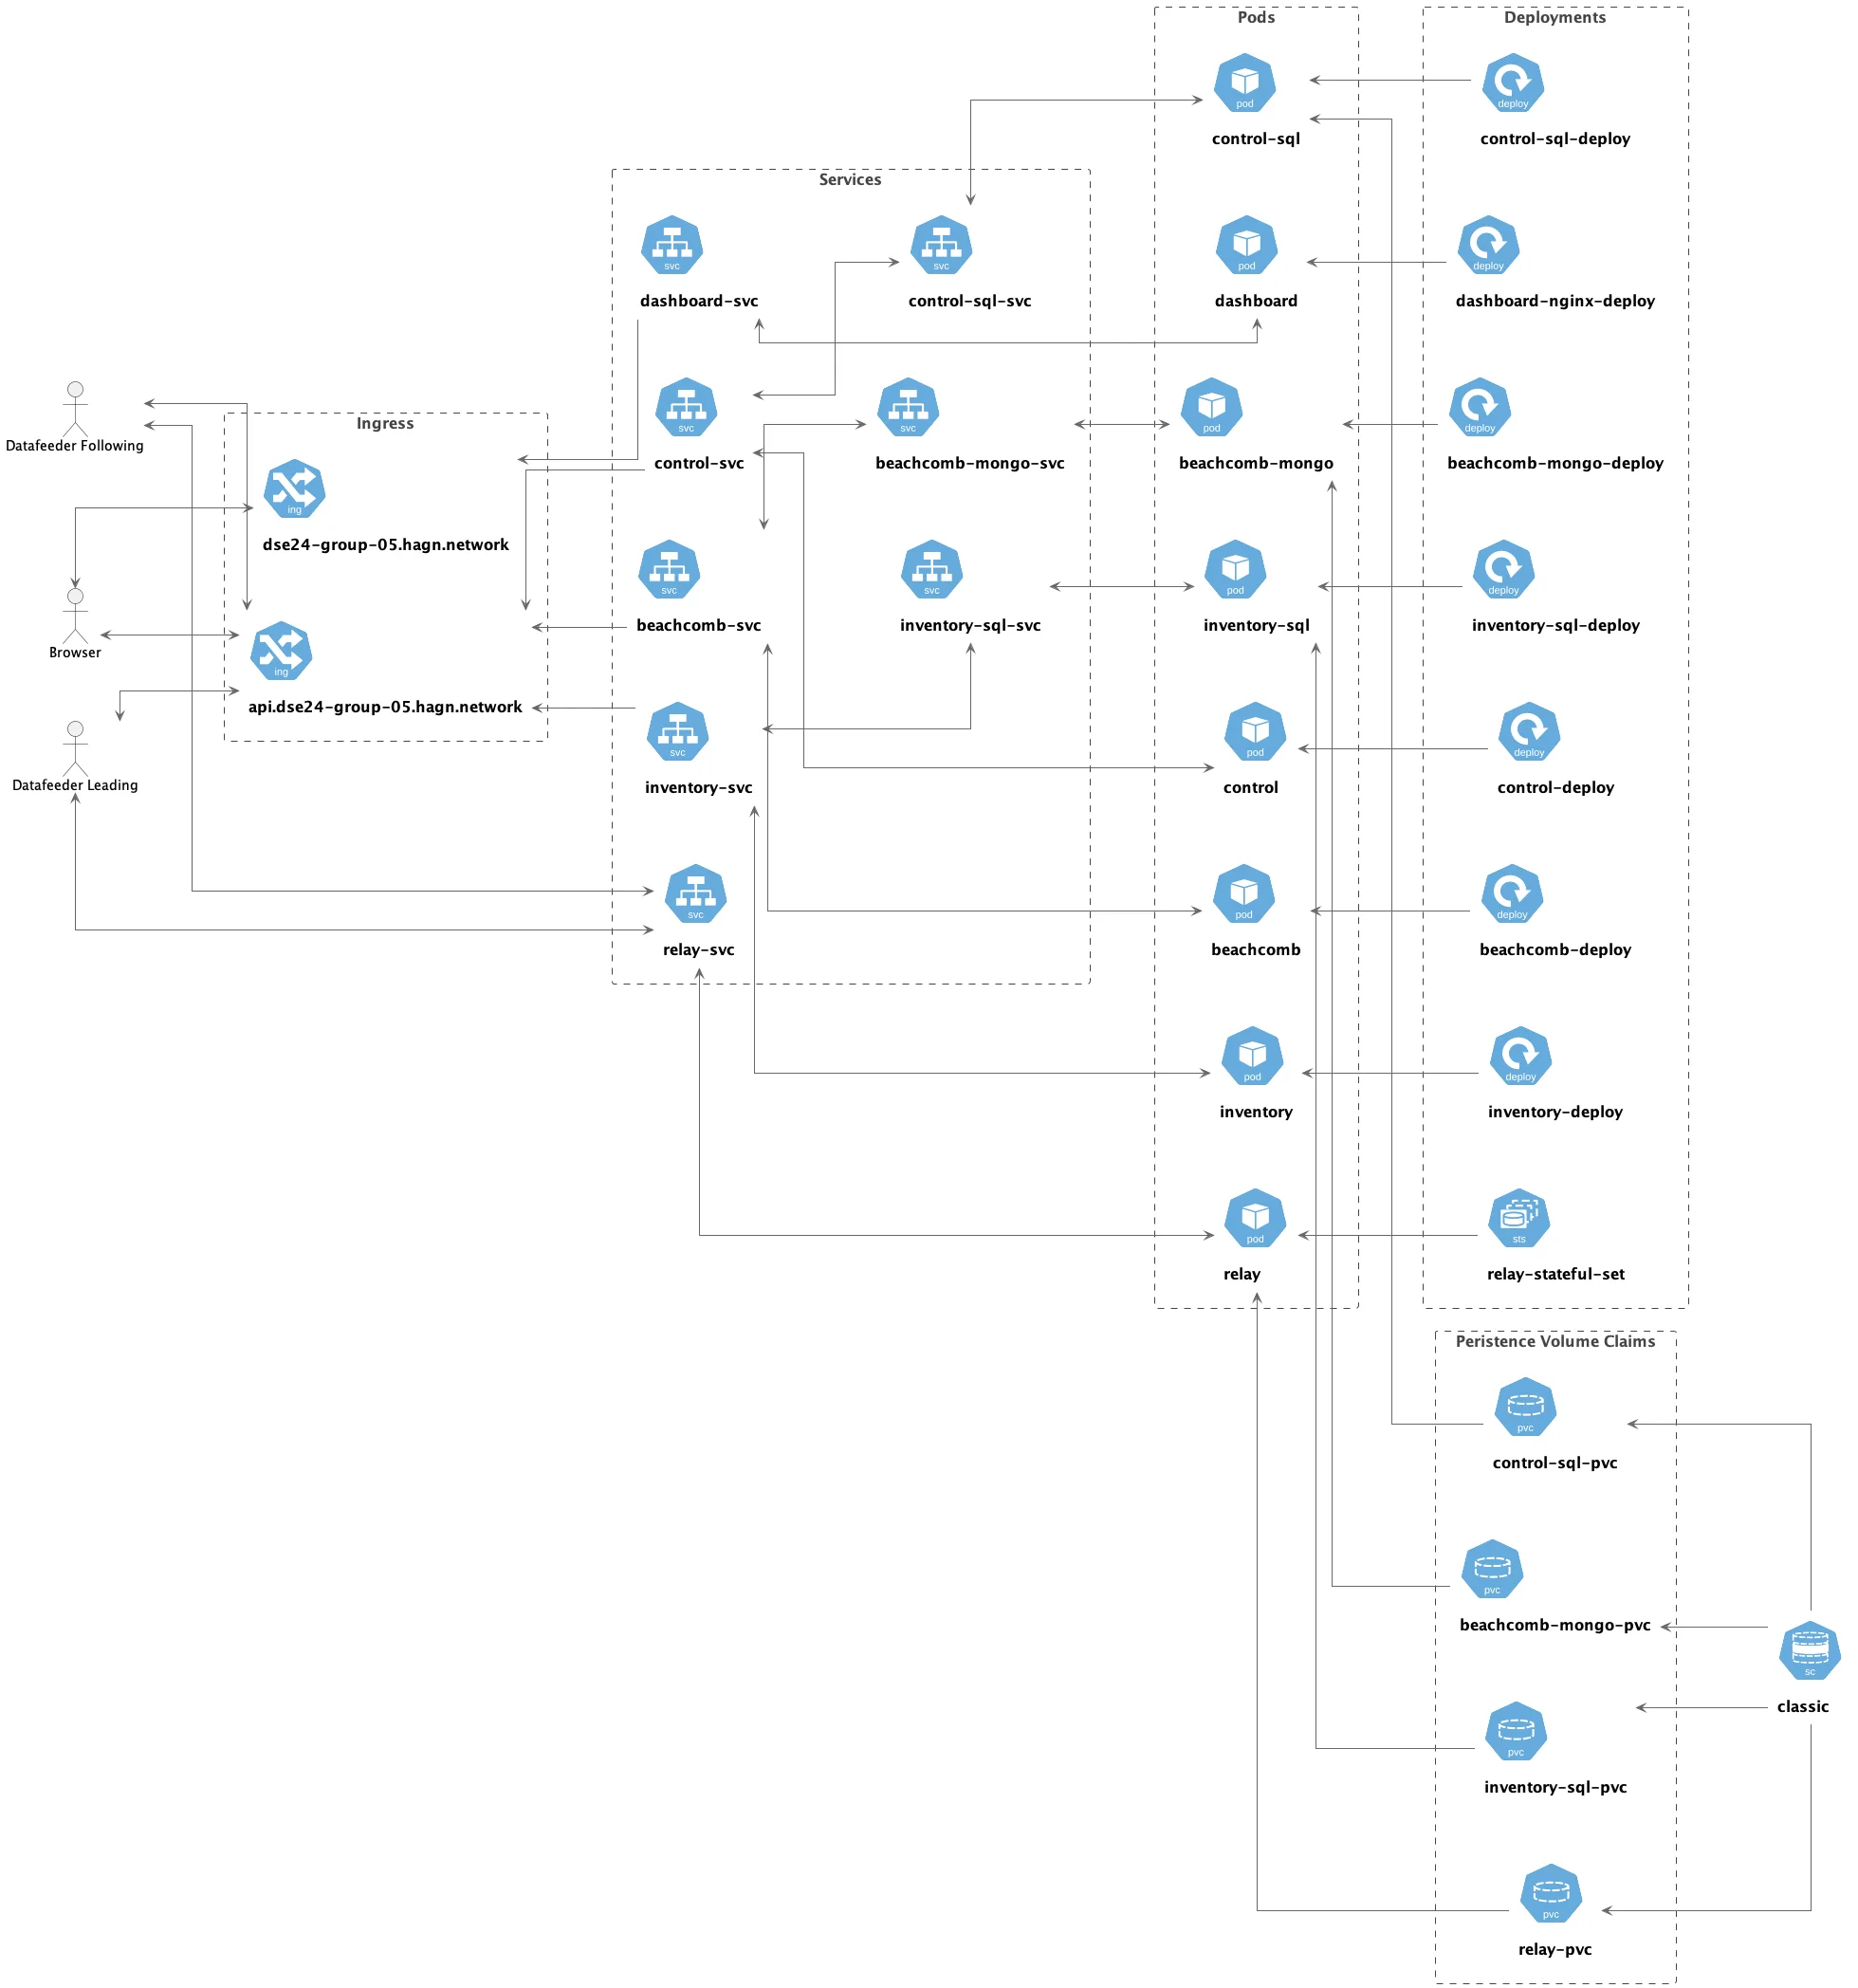 Pods
Deployments
pod
deploy
control-sql
control-sql-deploy
Services
svc
svc
pod
deploy
dashboard-svc
control-sql-svc
dashboard
dashboard-nginx-deploy
Datafeeder Following
Ingress
svc
svc
pod
deploy
control-svc
beachcomb-mongo-svc
beachcomb-mongo
beachcomb-mongo-deploy
ing
dse24-group-05.hagn.network
svc
svc
pod
deploy
beachcomb-svc
inventory-sql-svc
inventory-sql
inventory-sql-deploy
Browser
ing
api.dse24-group-05.hagn.network
svc
pod
deploy
Datafeeder Leading
inventory-svc
control
control-deploy
svc
pod
deploy
relay-svc
beachcomb
beachcomb-deploy
pod
deploy
inventory
inventory-deploy
pod
sts
relay
relay-stateful-set
Peristence Volume Claims
pvc
control-sql-pvc
pvc
beachcomb-mongo-pvc
sc
classic
pvc
inventory-sql-pvc
pvc
relay-pvc